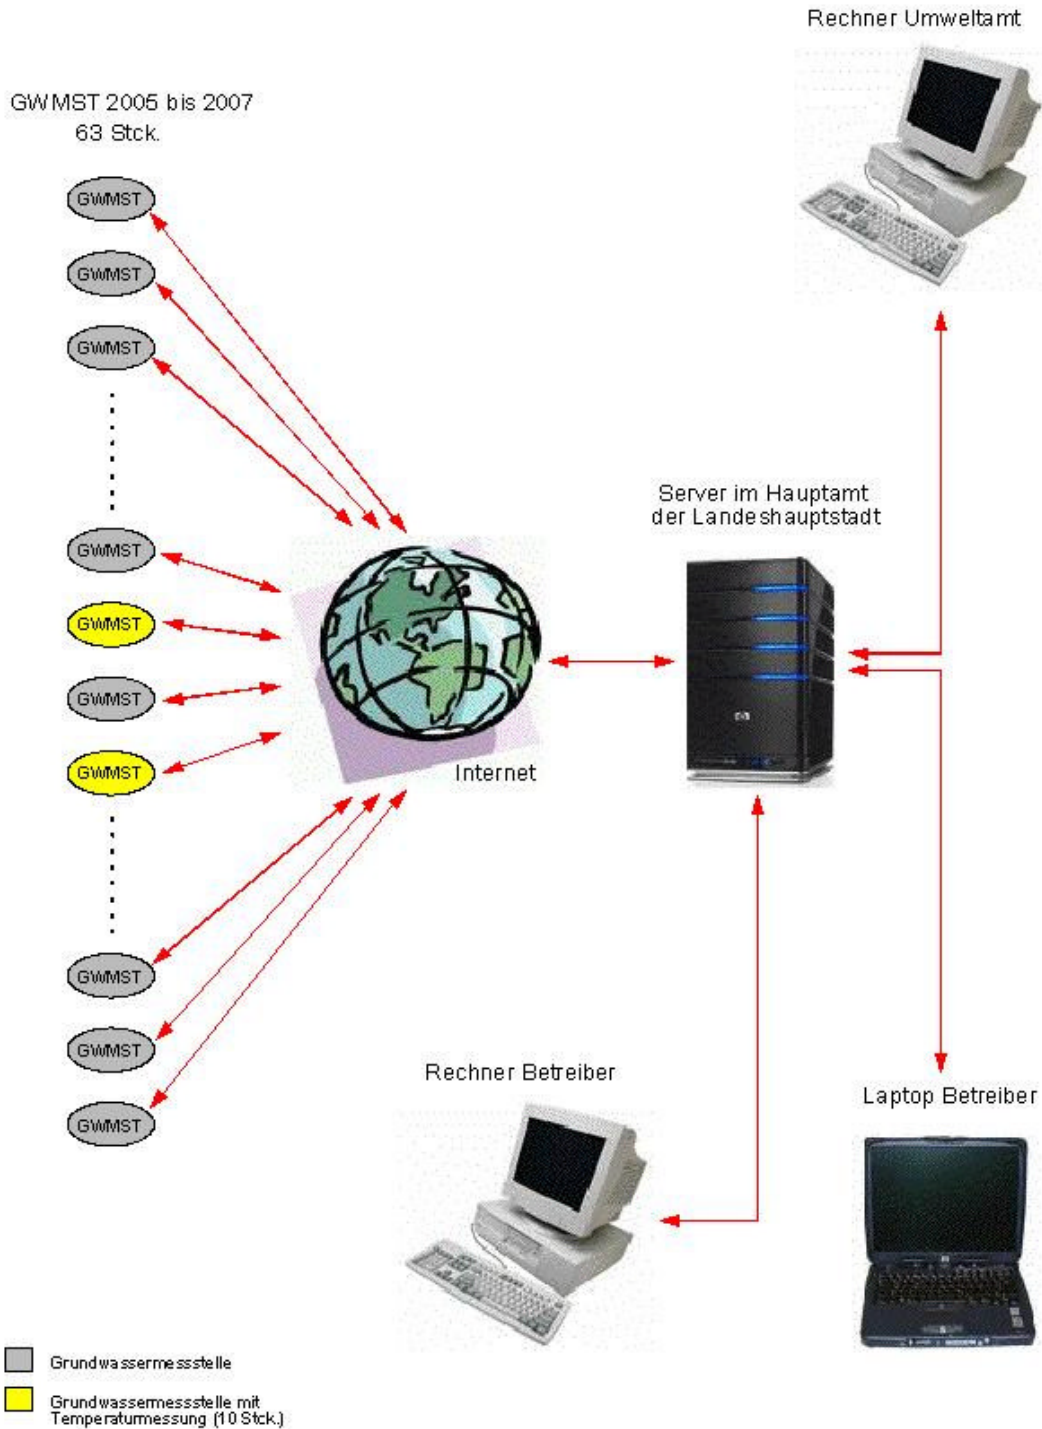 Rechner Umweltamt
GWMST 2005 bis 2007
63 Stck.
GWMST
GWMST
GWMST
Server im Hauptamt
der Landeshauptstadt
GWMST
GWMST
GWMST
GWMST
Internet
GWMST
GWMST
GWMST
Rechner Betreiber
Laptop Betreiber
Grundwassermessstelle
Grundwassermessstelle mit
Temperaturmessung (10 Stck.)